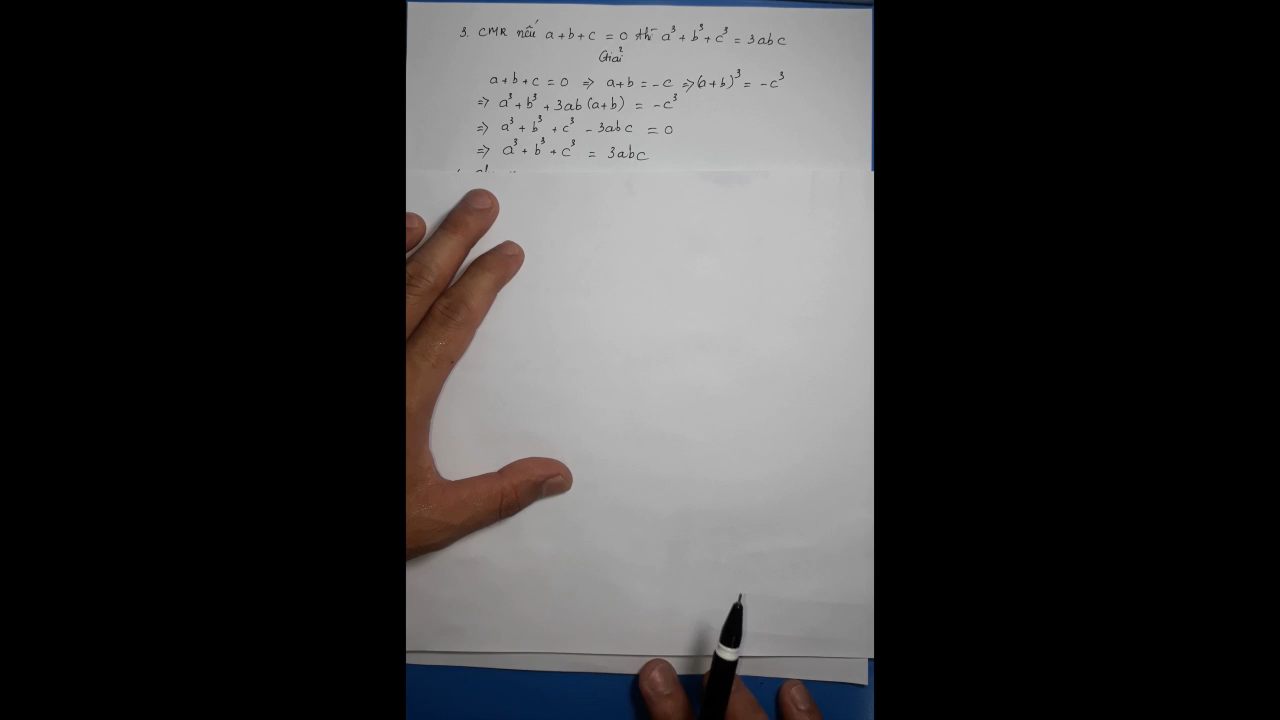 3. CMR nếu a+b+c = 0 thì a³ + b³ + c³ = 3abc
Giải
a+b+c = 0 => a+b = -c => (a+b)³ = -c³
=> a³ + b³ + 3ab(a+b) = -c³
=> a³ + b³ + c³ - 3abc = 0
=> a³ + b³ + c³ = 3abc